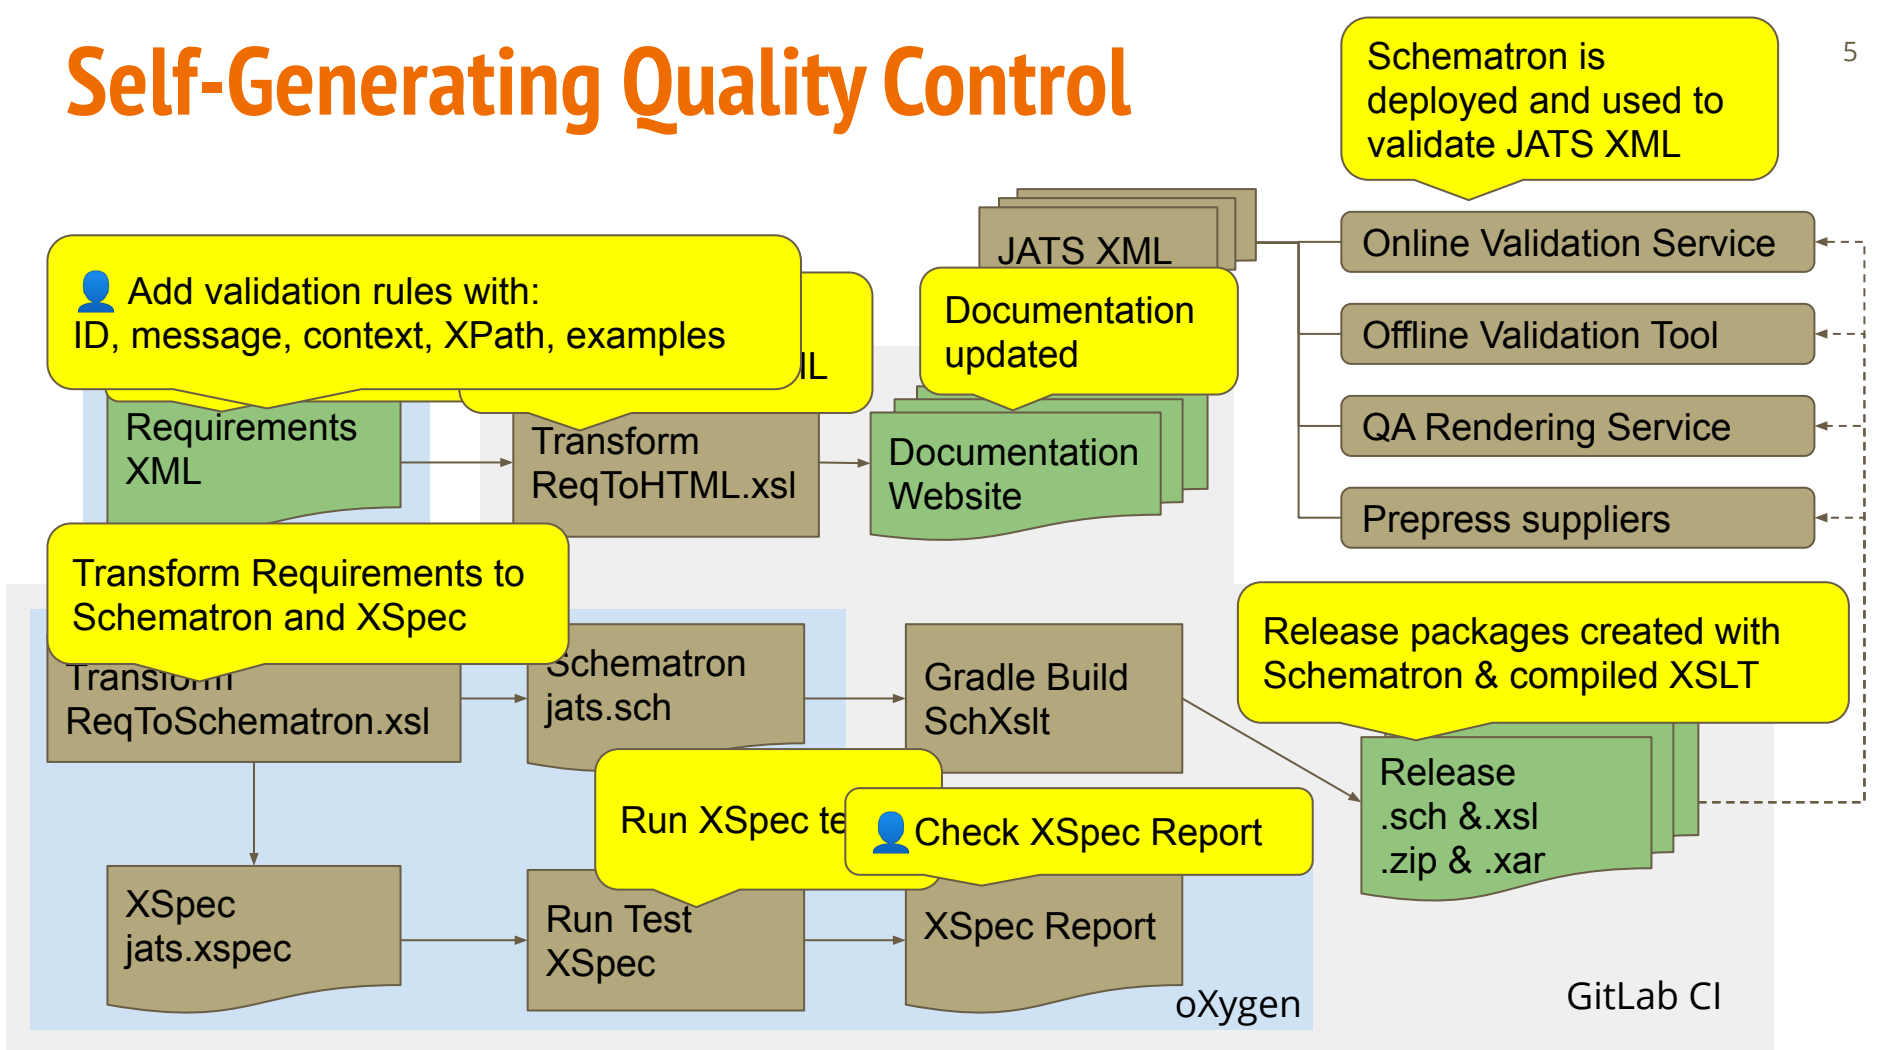 Self-Generating Quality Control
5
Schematron is
deployed and used to
validate JATS XML
JATS XML
Online Validation Service
Offline Validation Tool
QA Rendering Service
Prepress suppliers
Add validation rules with:
ID, message, context, XPath, examples
Documentation
updated
Requirements
XML
Transform
ReqToHTML.xsl
Documentation
Website
Transform Requirements to
Schematron and XSpec
Transform
ReqToSchematron.xsl
Schematron
jats.sch
Gradle Build
SchXslt
Release packages created with
Schematron & compiled XSLT
Release
.sch &.xsl
.zip & .xar
Run XSpec
Check XSpec Report
XSpec
jats.xspec
Run Test
XSpec
XSpec Report
oXygen
GitLab CI